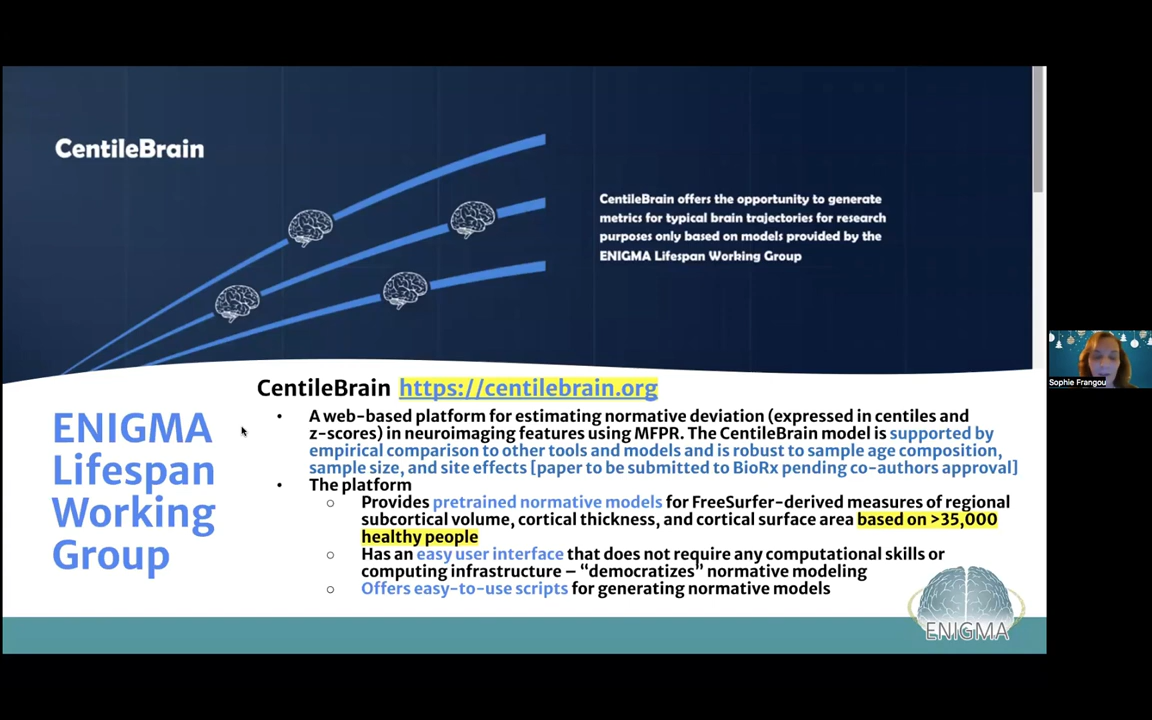 CentileBrain
CentileBrain offers the opportunity to generate
metrics for typical brain trajectories for research
purposes only based on models provided by the
ENIGMA Lifespan Working Group
Sophie Frangou
CentileBrain https://centilebrain.org
ENIGMA
Lifespan
Working
Group
• A web-based platform for estimating normative deviation (expressed in centiles and
z-scores) in neuroimaging features using MFPR. The CentileBrain model is supported by
empirical comparison to other tools and models and is robust to sample age composition,
sample size, and site effects [paper to be submitted to BioRx pending co-authors approval]
• The platform
○ Provides pretrained normative models for FreeSurfer-derived measures of regional
subcortical volume, cortical thickness, and cortical surface area based on >35,000
healthy people
○ Has an easy user interface that does not require any computational skills or
computing infrastructure – “democratizes” normative modeling
○ Offers easy-to-use scripts for generating normative models
ENIGMA